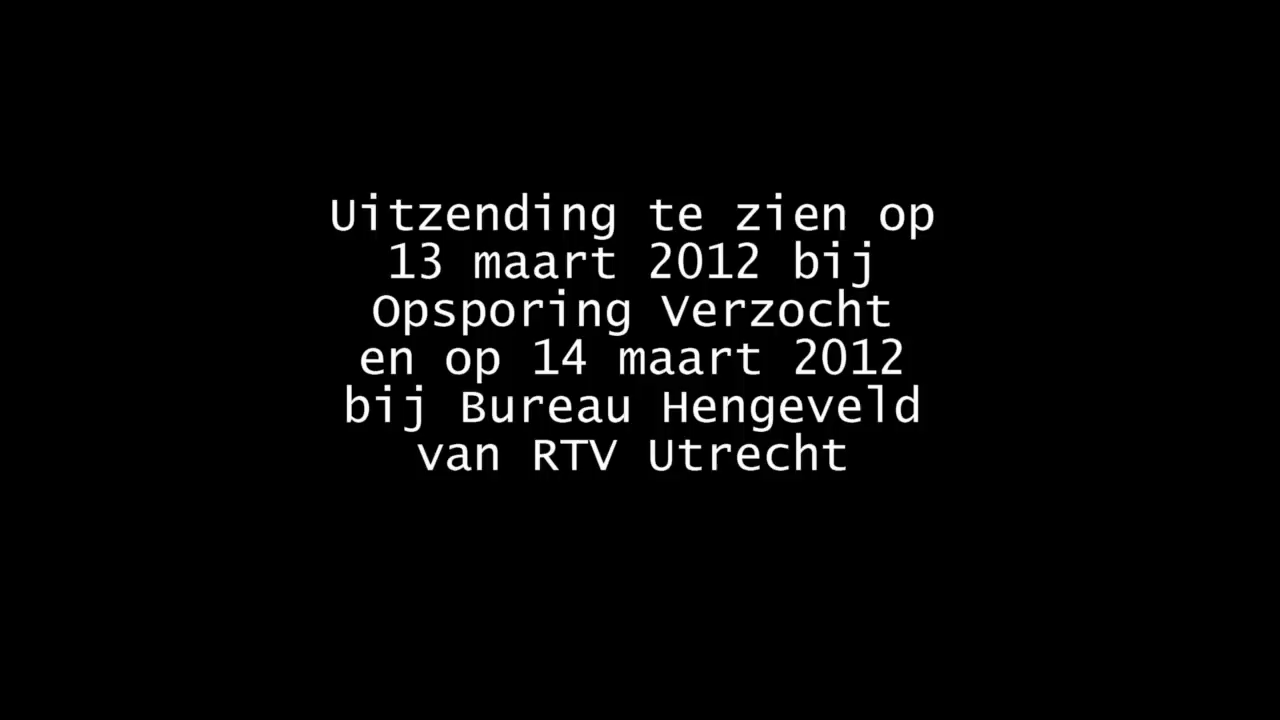 Uitzending te zien op
13 maart 2012 bij
Opsporing Verzocht
en op 14 maart 2012
bij Bureau Hengeveld
van RTV Utrecht